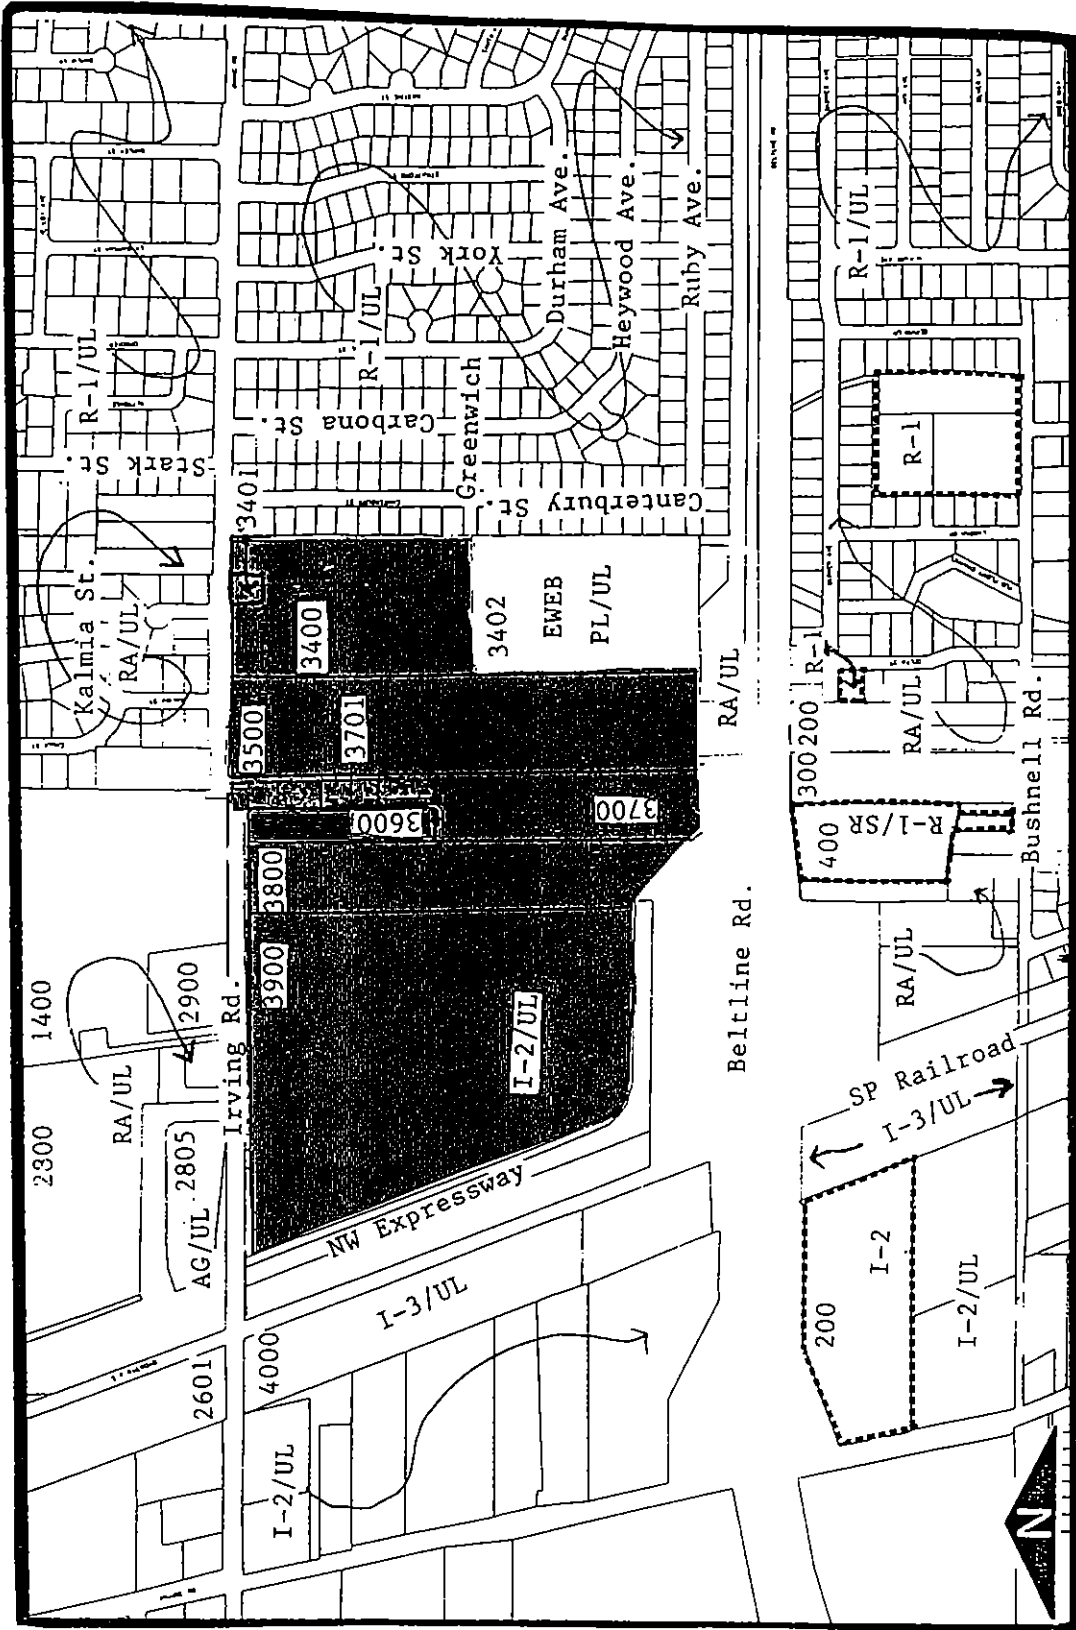 Kalmia St.
Stark St.
R-1/UL
RA/UL
1400
2300
RA/UL
2900
2805
AG/UL
2601
Irving Rd.
3401
3400
3500
3701
3600
3700
3800
3900
I-2/UL
Carbona St.
R-1/UL
York St.
Greenwich
Durham Ave.
Heywood Ave.
Ruby Ave.
Canterbury St.
3402
EWEB
PL/UL
RA/UL
NW Expressway
I-3/UL
4000
I-2/UL
Beltline Rd.
R-1/UL
R-1
R-1
200
300
RA/UL
400
R-1/SR
Bushnell Rd.
RA/UL
SP Railroad
I-3/UL
I-2
200
I-2/UL
N